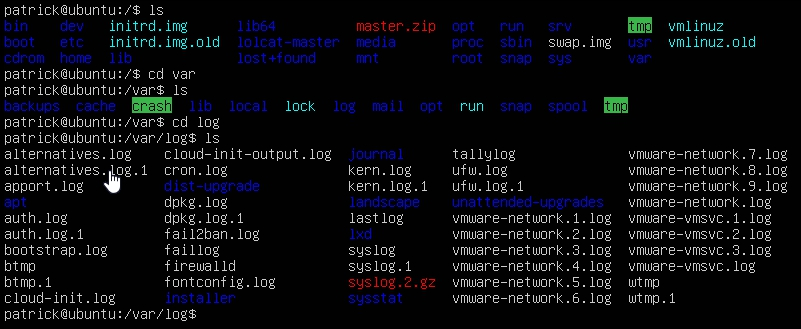 patrick@ubuntu:/$ ls
bin dev initrd.img lib64 master.zip opt run srv tmp vmlinuz
boot etc initrd.img.old lolcat-master media proc sbin swap.img usr vmlinuz.old
cdrom home lib lost+found mnt root snap sys var
patrick@ubuntu:/$ cd var
patrick@ubuntu:/var$ ls
backups cache crash lib local lock log mail opt run snap spool tmp
patrick@ubuntu:/var$ cd log
patrick@ubuntu:/var/log$ ls
alternatives.log cloud-init-output.log journal tallylog vmware-network.7.log
alternatives.log.1 cron.log kern.log ufw.log vmware-network.8.log
apport.log dist-upgrade kern.log.1 ufw.log.1 vmware-network.9.log
apt dpkg.log landscape unattended-upgrades vmware-network.log
auth.log dpkg.log.1 lastlog vmware-network.1.log vmware-vmsvc.1.log
auth.log.1 fail2ban.log lxd vmware-network.2.log vmware-vmsvc.2.log
bootstrap.log faillog syslog vmware-network.3.log vmware-vmsvc.3.log
btmp firewalld syslog.1 vmware-network.4.log vmware-vmsvc.log
btmp.1 fontconfig.log syslog.2.gz vmware-network.5.log wtmp
cloud-init.log installer sysstat vmware-network.6.log wtmp.1
patrick@ubuntu:/var/log$